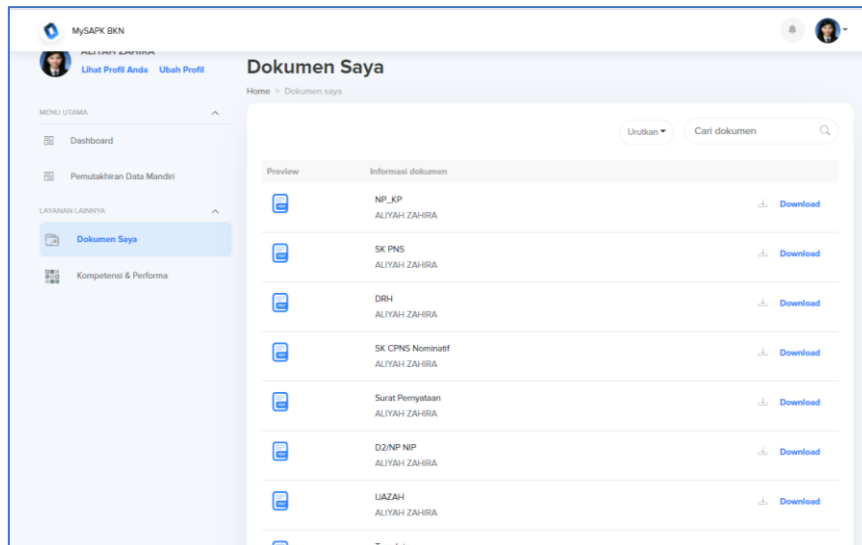 MySAPK BKN
ALIYAH ZAHIRA
Lihat Profil Anda Ubah Profil
MENU UTAMA
Dashboard
Pemutakhiran Data Mandiri
LAYANAN LAINNYA
Dokumen Saya
Kompetensi & Performa
Dokumen Saya
Home > Dokumen saya
Urutkan
Cari dokumen
Preview Informasi dokumen
NP_KP
ALIYAH ZAHIRA
Download
SK PNS
ALIYAH ZAHIRA
Download
DRH
ALIYAH ZAHIRA
Download
SK CPNS Nominatif
ALIYAH ZAHIRA
Download
Surat Pernyataan
ALIYAH ZAHIRA
Download
D2/NP NIP
ALIYAH ZAHIRA
Download
IJAZAH
ALIYAH ZAHIRA
Download